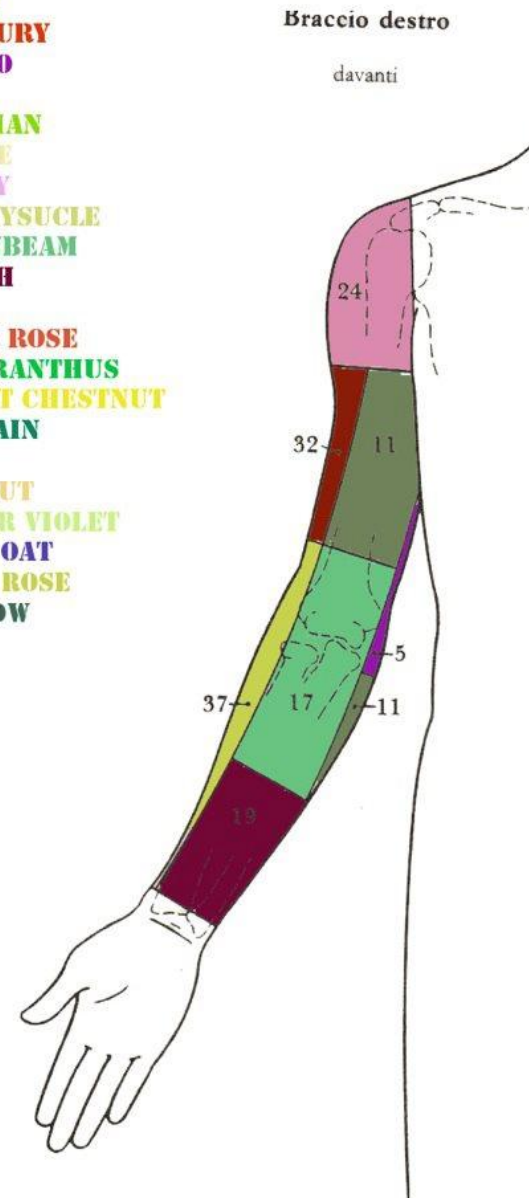 URY
O
IAN
E
Y
YSUCLE
BEAM
H
ROSE
RANTHUS
T CHESTNUT
AIN
UT
R VIOLET
OAT
ROSE
OW
Braccio destro
davanti
24
32
11
5
37
17
11
19